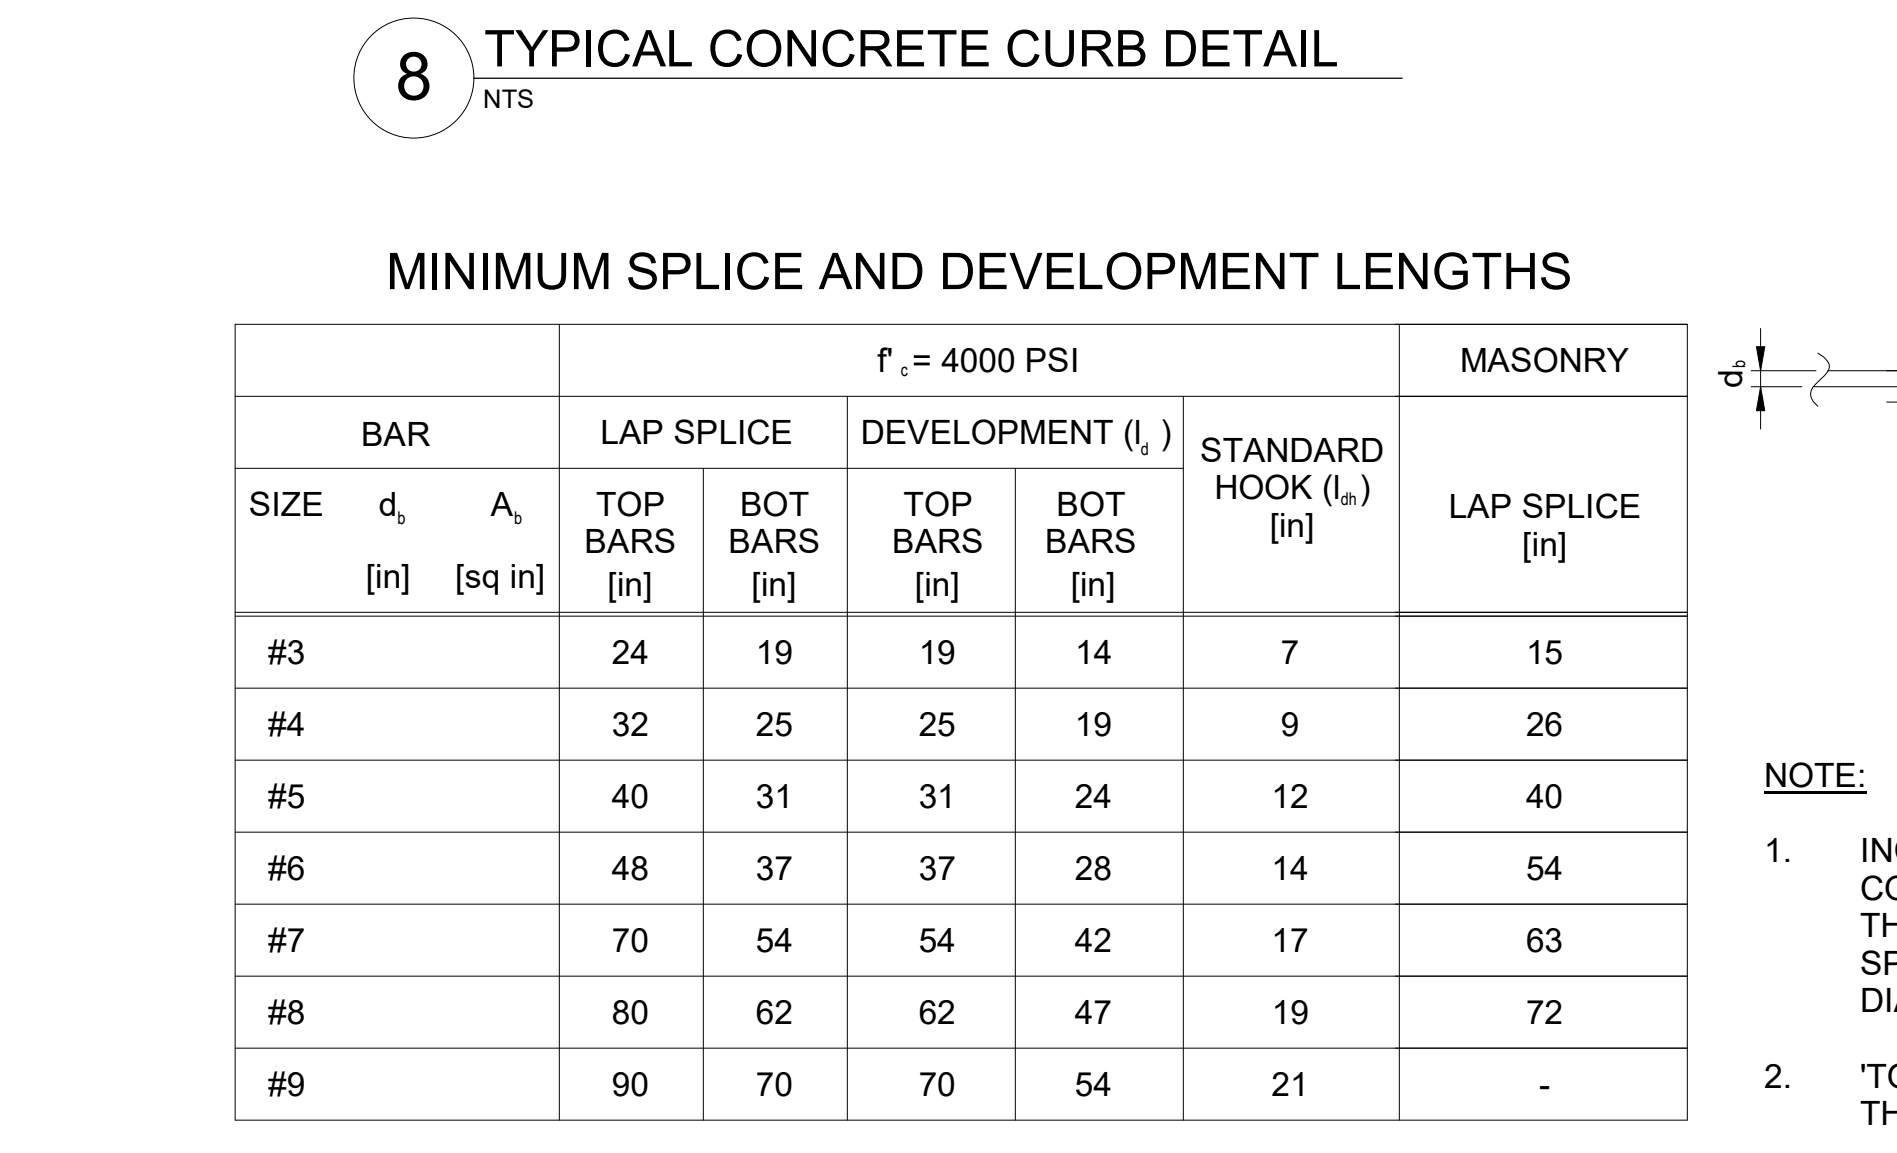 8 TYPICAL CONCRETE CURB DETAIL
NTS
MINIMUM SPLICE AND DEVELOPMENT LENGTHS
f'c = 4000 PSI MASONRY
BAR LAP SPLICE DEVELOPMENT (ld ) STANDARD HOOK (ldh) [in] LAP SPLICE [in]
SIZE db [in] Ab [sq in] TOP BARS [in] BOT BARS [in] TOP BARS [in] BOT BARS [in]
#3 24 19 19 14 7 15
#4 32 25 25 19 9 26
#5 40 31 31 24 12 40
#6 48 37 37 28 14 54
#7 70 54 54 42 17 63
#8 80 62 62 47 19 72
#9 90 70 70 54 21 -
db
NOTE:
1.
2.